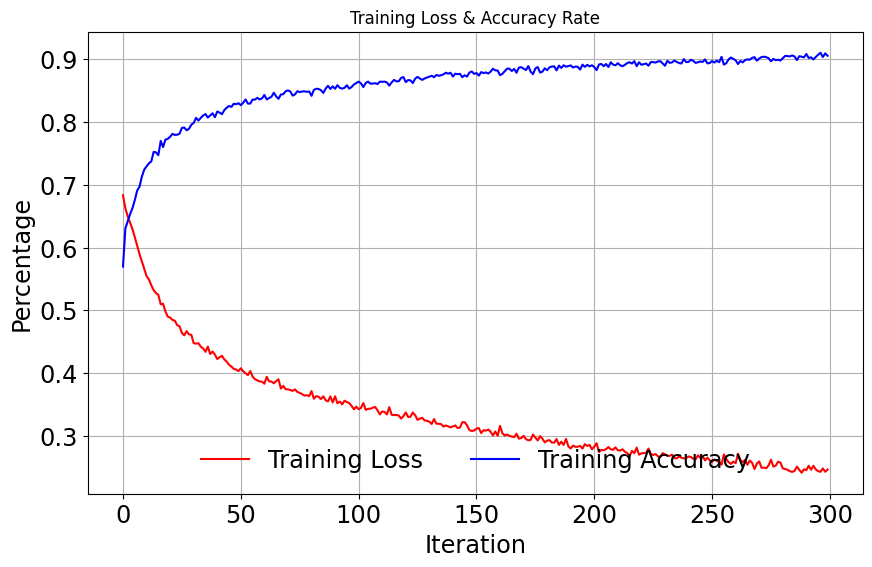 Training Loss & Accuracy Rate
0.9
0.8
0.7
0.6
0.5
0.4
0.3
Percentage
Training Loss Training Accuracy
0 50 100 150 200 250 300
Iteration